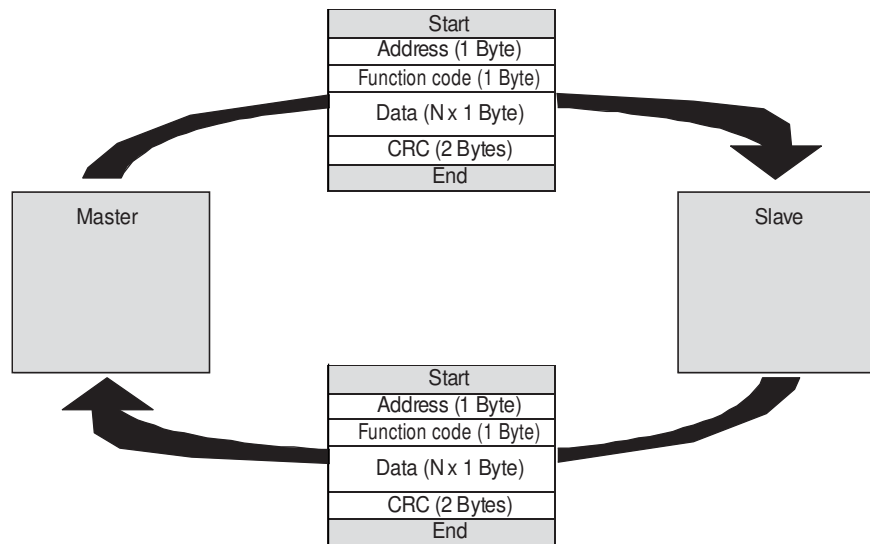 Start
Address (1 Byte)
Function code (1 Byte)
Data (N x 1 Byte)
CRC (2 Bytes)
End
Master
Slave
Start
Address (1 Byte)
Function code (1 Byte)
Data (N x 1 Byte)
CRC (2 Bytes)
End